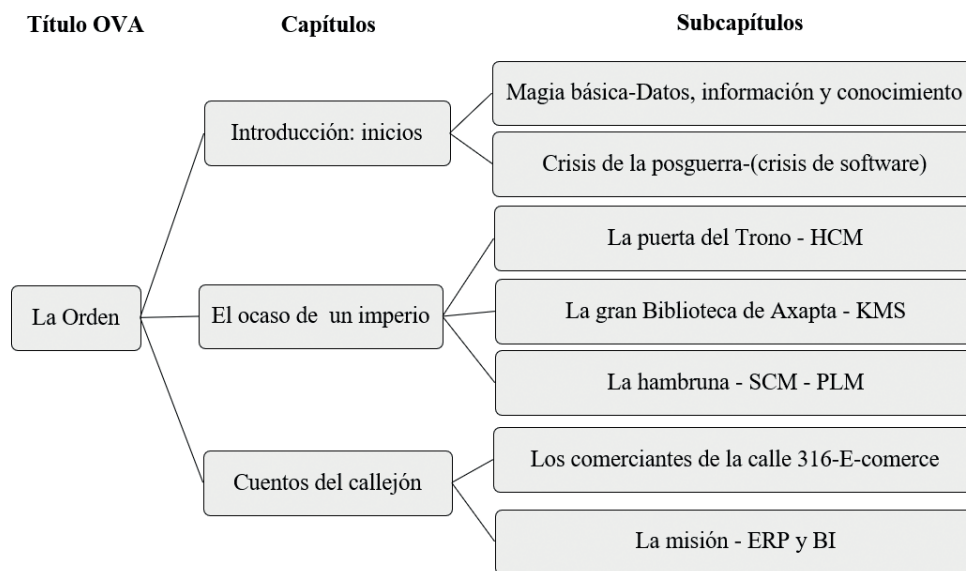 Título OVA
Capítulos
Subcapítulos
Magia básica-Datos, información y conocimiento
Introducción: inicios
Crisis de la posguerra-(crisis de software)
La puerta del Trono - HCM
La Orden
El ocaso de un imperio
La gran Biblioteca de Axapta - KMS
La hambruna - SCM - PLM
Los comerciantes de la calle 316-E-comerce
Cuentos del callejón
La misión - ERP y BI